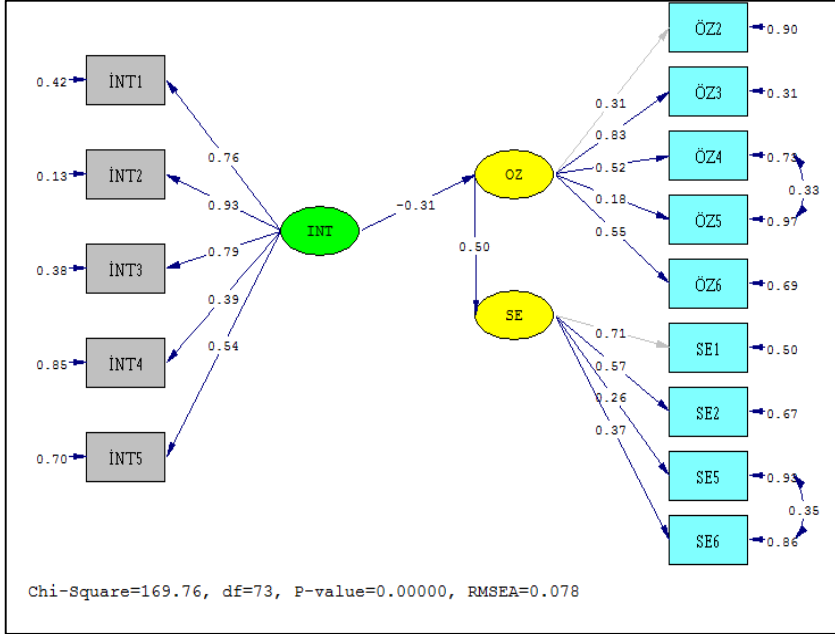 0.42
İNT1
0.13
İNT2
0.38
İNT3
0.85
İNT4
0.70
İNT5
0.76
0.93
0.79
0.39
0.54
INT
-0.31
OZ
0.50
SE
0.31
0.83
0.52
0.18
0.55
0.71
0.57
0.26
0.37
ÖZ2
0.90
ÖZ3
0.31
ÖZ4
0.73
0.33
ÖZ5
0.97
ÖZ6
0.69
SE1
0.50
SE2
0.67
SE5
0.93
0.35
SE6
0.86
Chi-Square=169.76, df=73, P-value=0.00000, RMSEA=0.078